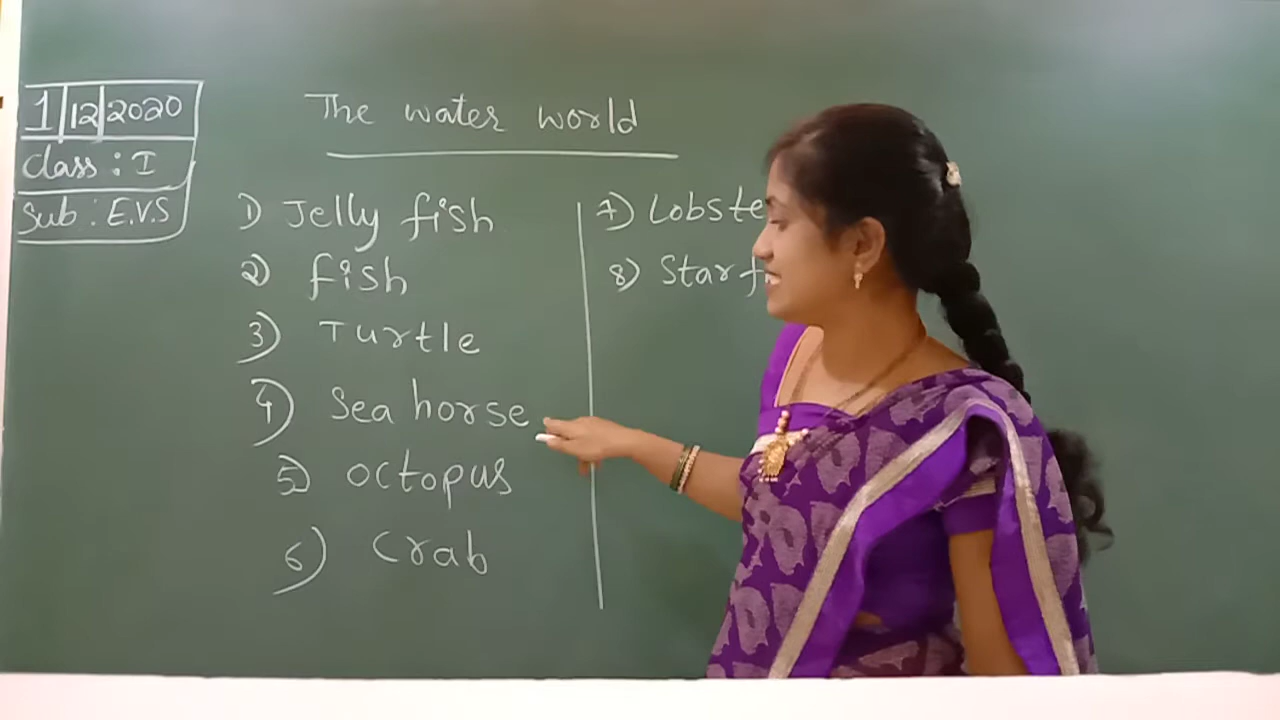 1/12/2020
Class : I
Sub : E.V.S
The water world
1) Jelly fish
2) fish
3) Turtle
4) Sea horse
5) octopus
6) Crab
7) Lobste
8) Star f